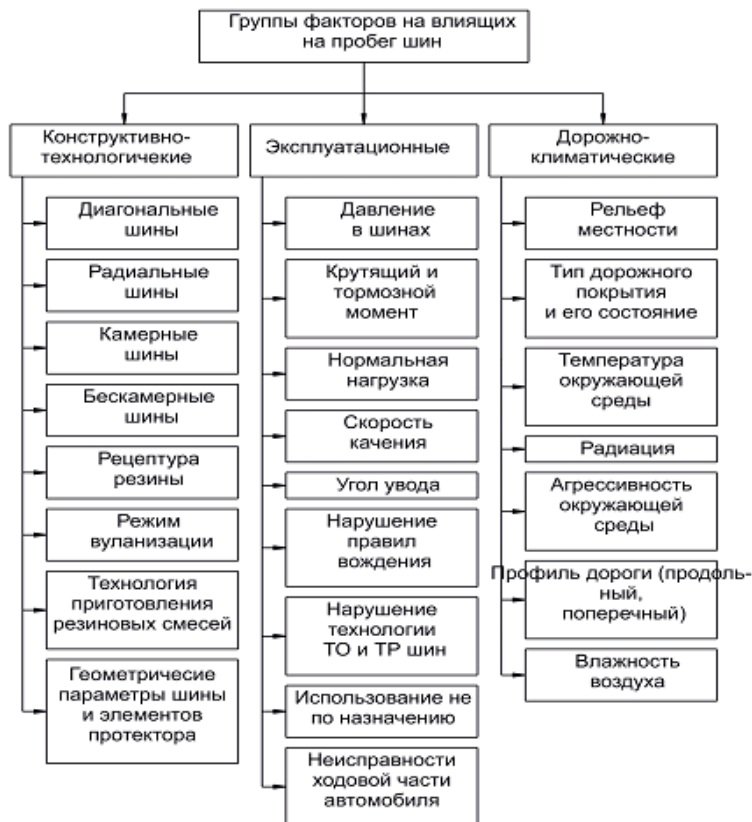 Группы факторов на влиящих
на пробег шин
Конструктивно-
технологичекие
Диагональные
шины
Радиальные
шины
Камерные
шины
Бескамерные
шины
Рецептура
резины
Режим
вуланизации
Технология
приготовления
резиновых смесей
Геометричесие
параметры шины
и элементов
протектора
Эксплуатационные
Давление
в шинах
Крутящий и
тормозной
момент
Нормальная
нагрузка
Скорость
качения
Угол увода
Нарушение
правил
вождения
Нарушение
технологии
ТО и ТР шин
Использование не
по назначению
Неисправности
ходовой части
автомобиля
Дорожно-
климатические
Рельеф
местности
Тип дорожного
покрытия
и его состояние
Температура
окружающей
среды
Радиация
Агрессивность
окружающей
среды
Профиль дороги (продоль-
ный,
поперечный)
Влажность
воздуха